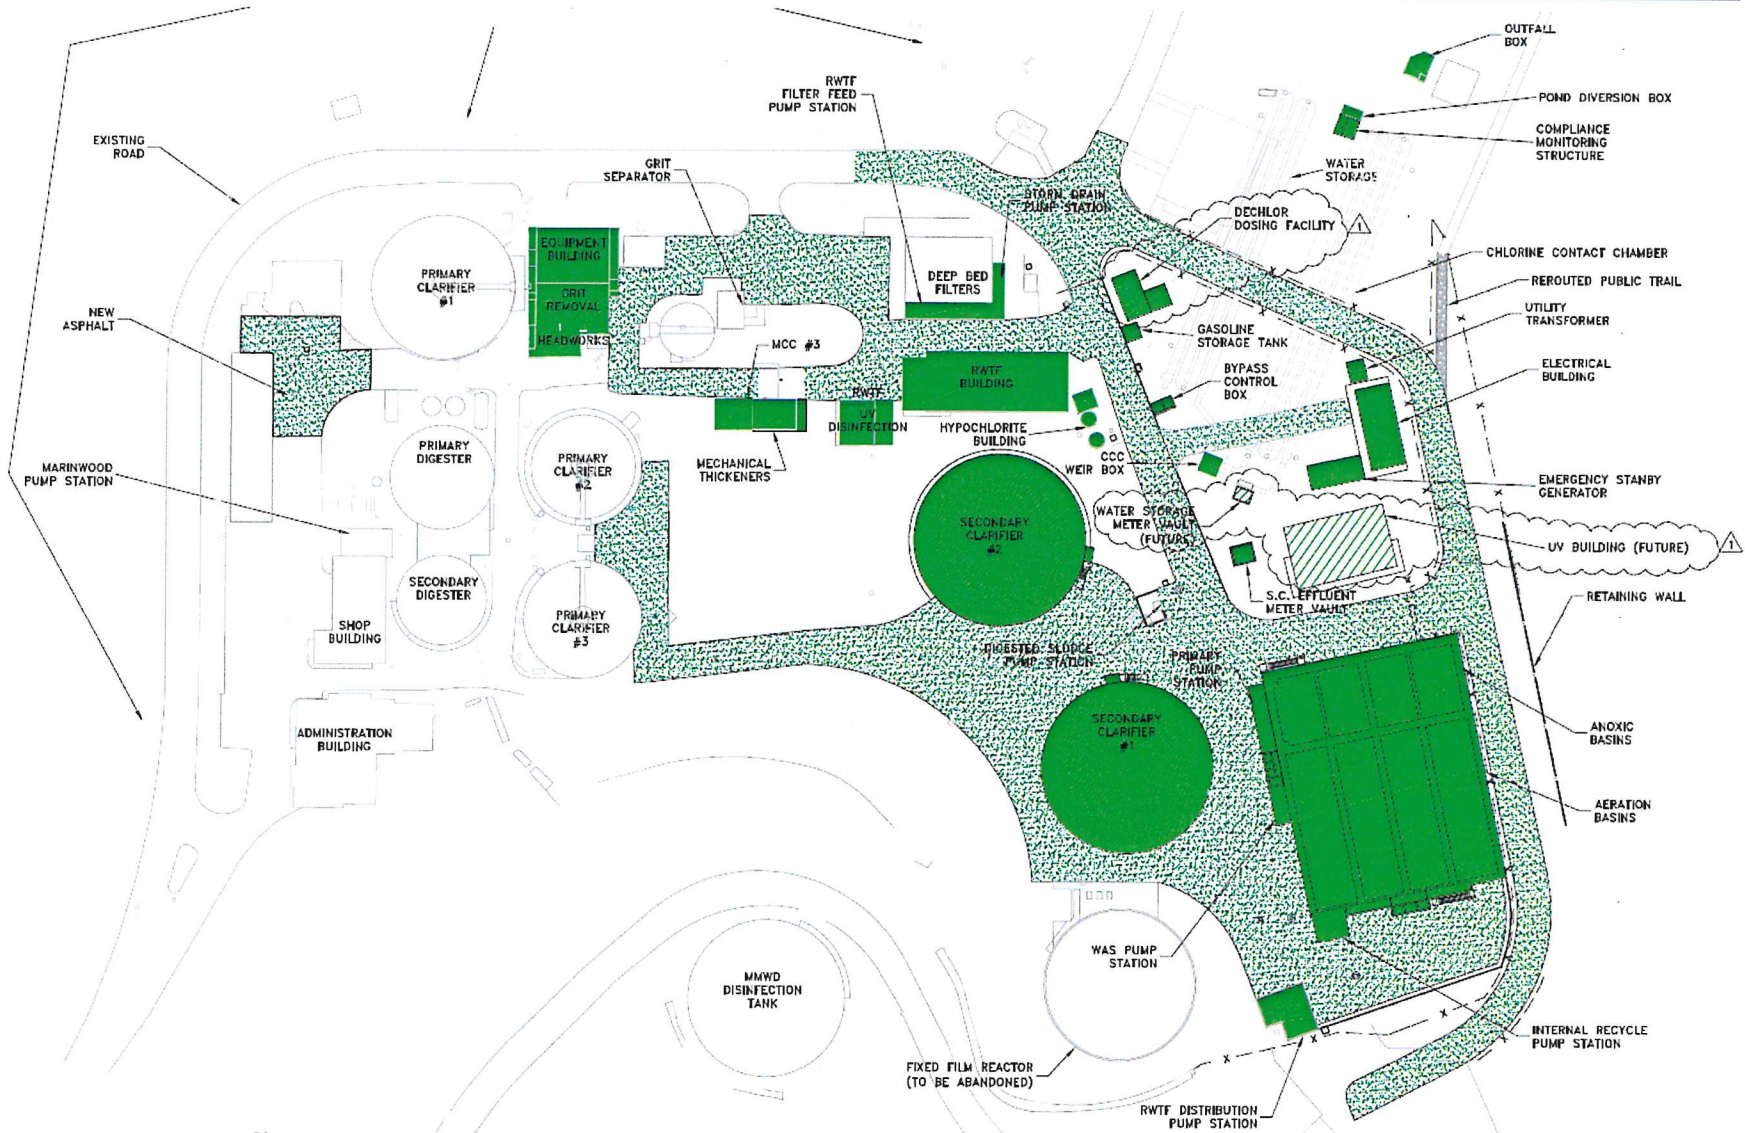 OUTFALL
BOX
RWTF
FILTER FEED
PUMP STATION
POND DIVERSION BOX
COMPLIANCE
MONITORING
STRUCTURE
EXISTING
ROAD
GRIT
SEPARATOR
WATER
STORAGE
STORM DRAIN
PUMP STATION
DECHLOR
DOSING FACILITY
1
EQUIPMENT
BUILDING
CHLORINE CONTACT CHAMBER
PRIMARY
CLARIFIER
#1
DEEP BED
FILTERS
REROUTED PUBLIC TRAIL
GRIT
REMOVAL
NEW
ASPHALT
UTILITY
TRANSFORMER
HEADWORKS
MCC #3
GASOLINE
STORAGE TANK
ELECTRICAL
BUILDING
RWTF
BUILDING
BYPASS
CONTROL
BOX
RWTF
UV
DISINFECTION
HYPOCHLORITE
BUILDING
PRIMARY
DIGESTER
PRIMARY
CLARIFIER
#2
MECHANICAL
THICKENERS
CCC
WEIR BOX
MARINWOOD
PUMP STATION
EMERGENCY STANBY
GENERATOR
WATER STORAGE
METER VAULT
(FUTURE)
SECONDARY
CLARIFIER
#2
UV BUILDING (FUTURE)
1
SECONDARY
DIGESTER
S.C. EFFLUENT
METER VAULT
RETAINING WALL
SHOP
BUILDING
PRIMARY
CLARIFIER
#3
DIGESTED SLUDGE
PUMP STATION
PRIMARY
PUMP
STATION
SECONDARY
CLARIFIER
#1
ANOXIC
BASINS
ADMINISTRATION
BUILDING
AERATION
BASINS
WAS PUMP
STATION
MMWD
DISINFECTION
TANK
INTERNAL RECYCLE
PUMP STATION
FIXED FILM REACTOR
(TO BE ABANDONED)
RWTF DISTRIBUTION
PUMP STATION